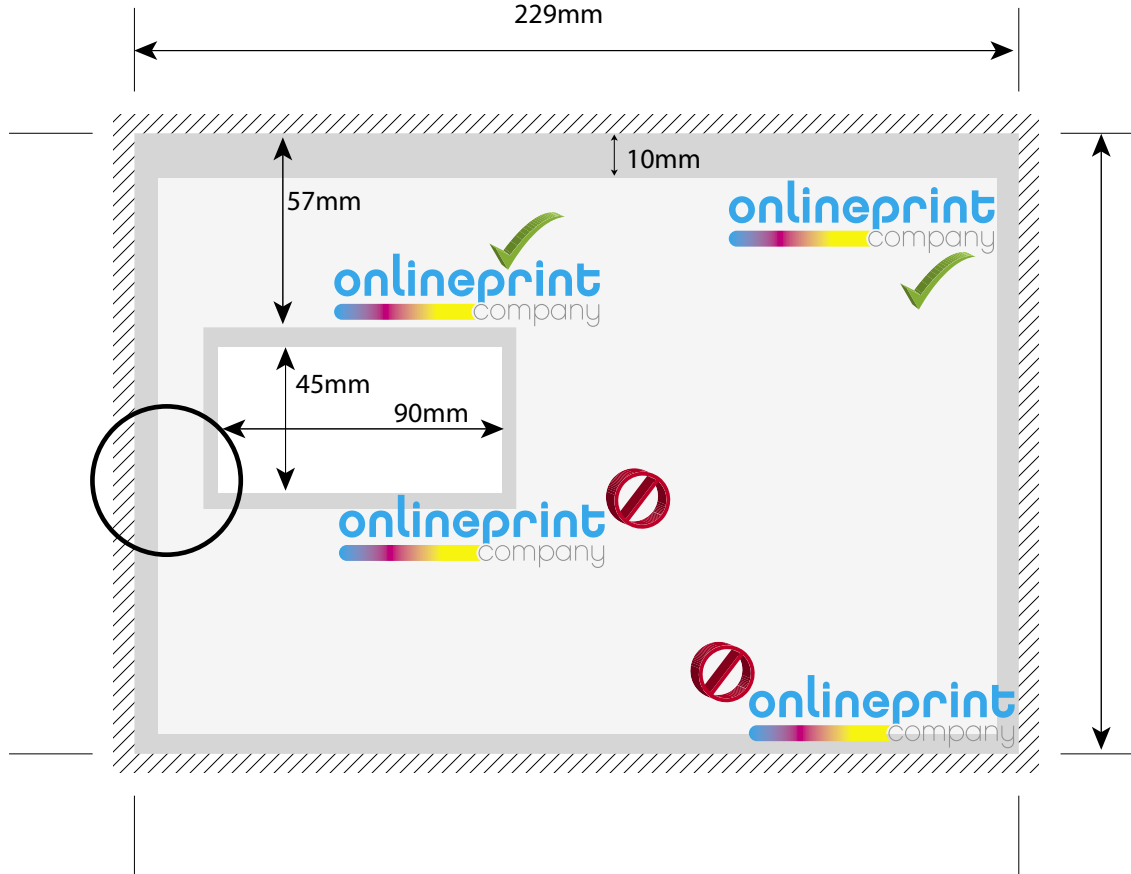 229mm
10mm
57mm
onlineprint
company
onlineprint
company
45mm
90mm
onlineprint
company
onlineprint
company